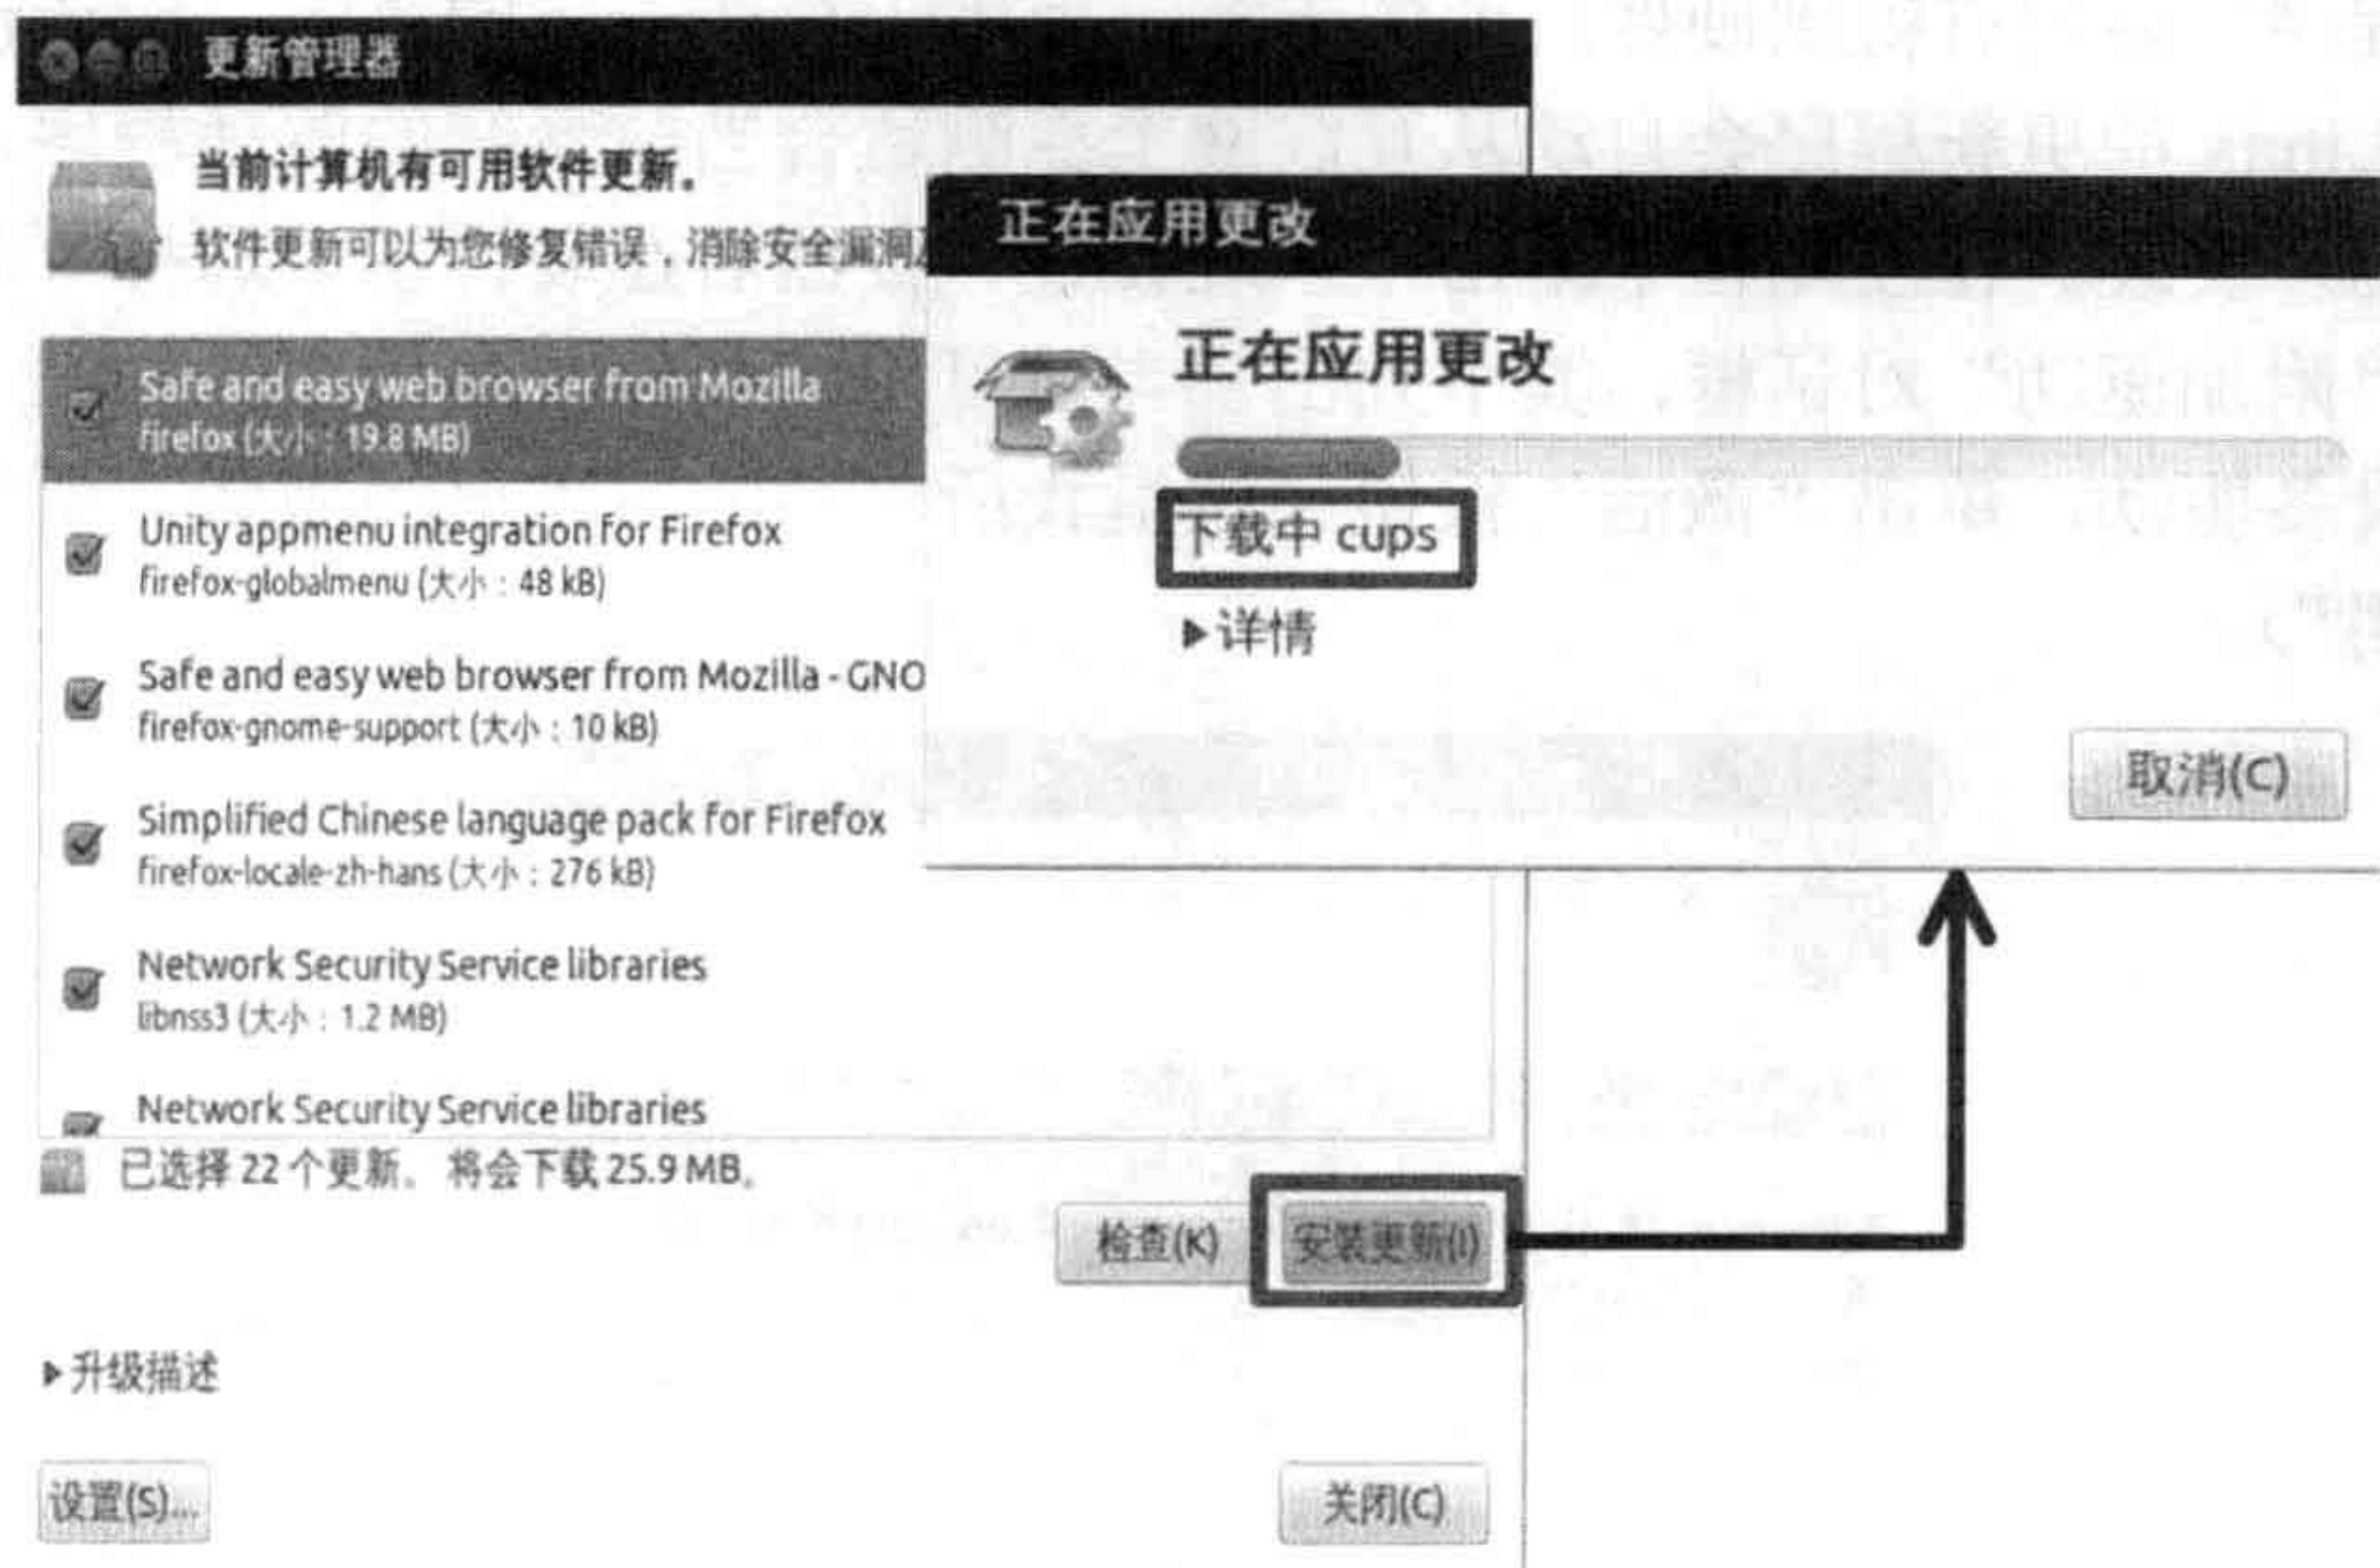 更新管理器
当前计算机有可用软件更新。
软件更新可以为您修复错误，消除安全漏洞
Safe and easy web browser from Mozilla
firefox (大小：19.8 MB)
Unity appmenu integration for Firefox
firefox-globalmenu (大小：48 kB)
Safe and easy web browser from Mozilla - GNO
firefox-gnome-support (大小：10 kB)
Simplified Chinese language pack for Firefox
firefox-locale-zh-hans (大小：276 kB)
Network Security Service libraries
libnss3 (大小：1.2 MB)
Network Security Service libraries
已选择 22 个更新。 将会下载 25.9 MB。
检查(K)
安装更新(I)
升级描述
设置(S)...
关闭(C)
正在应用更改
正在应用更改
下载中 cups
详情
取消(C)